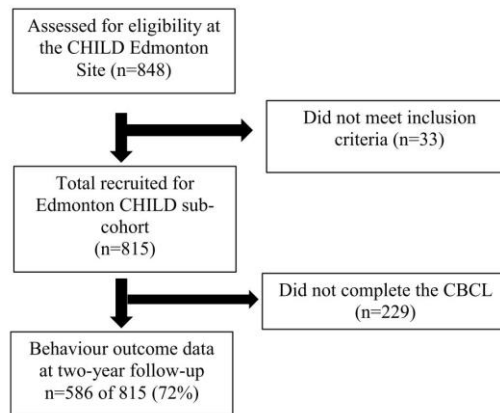 Assessed for eligibility at
the CHILD Edmonton
Site (n=848)
Did not meet inclusion
criteria (n=33)
Total recruited for
Edmonton CHILD sub-
cohort
(n=815)
Did not complete the CBCL
(n=229)
Behaviour outcome data
at two-year follow-up
n=586 of 815 (72%)